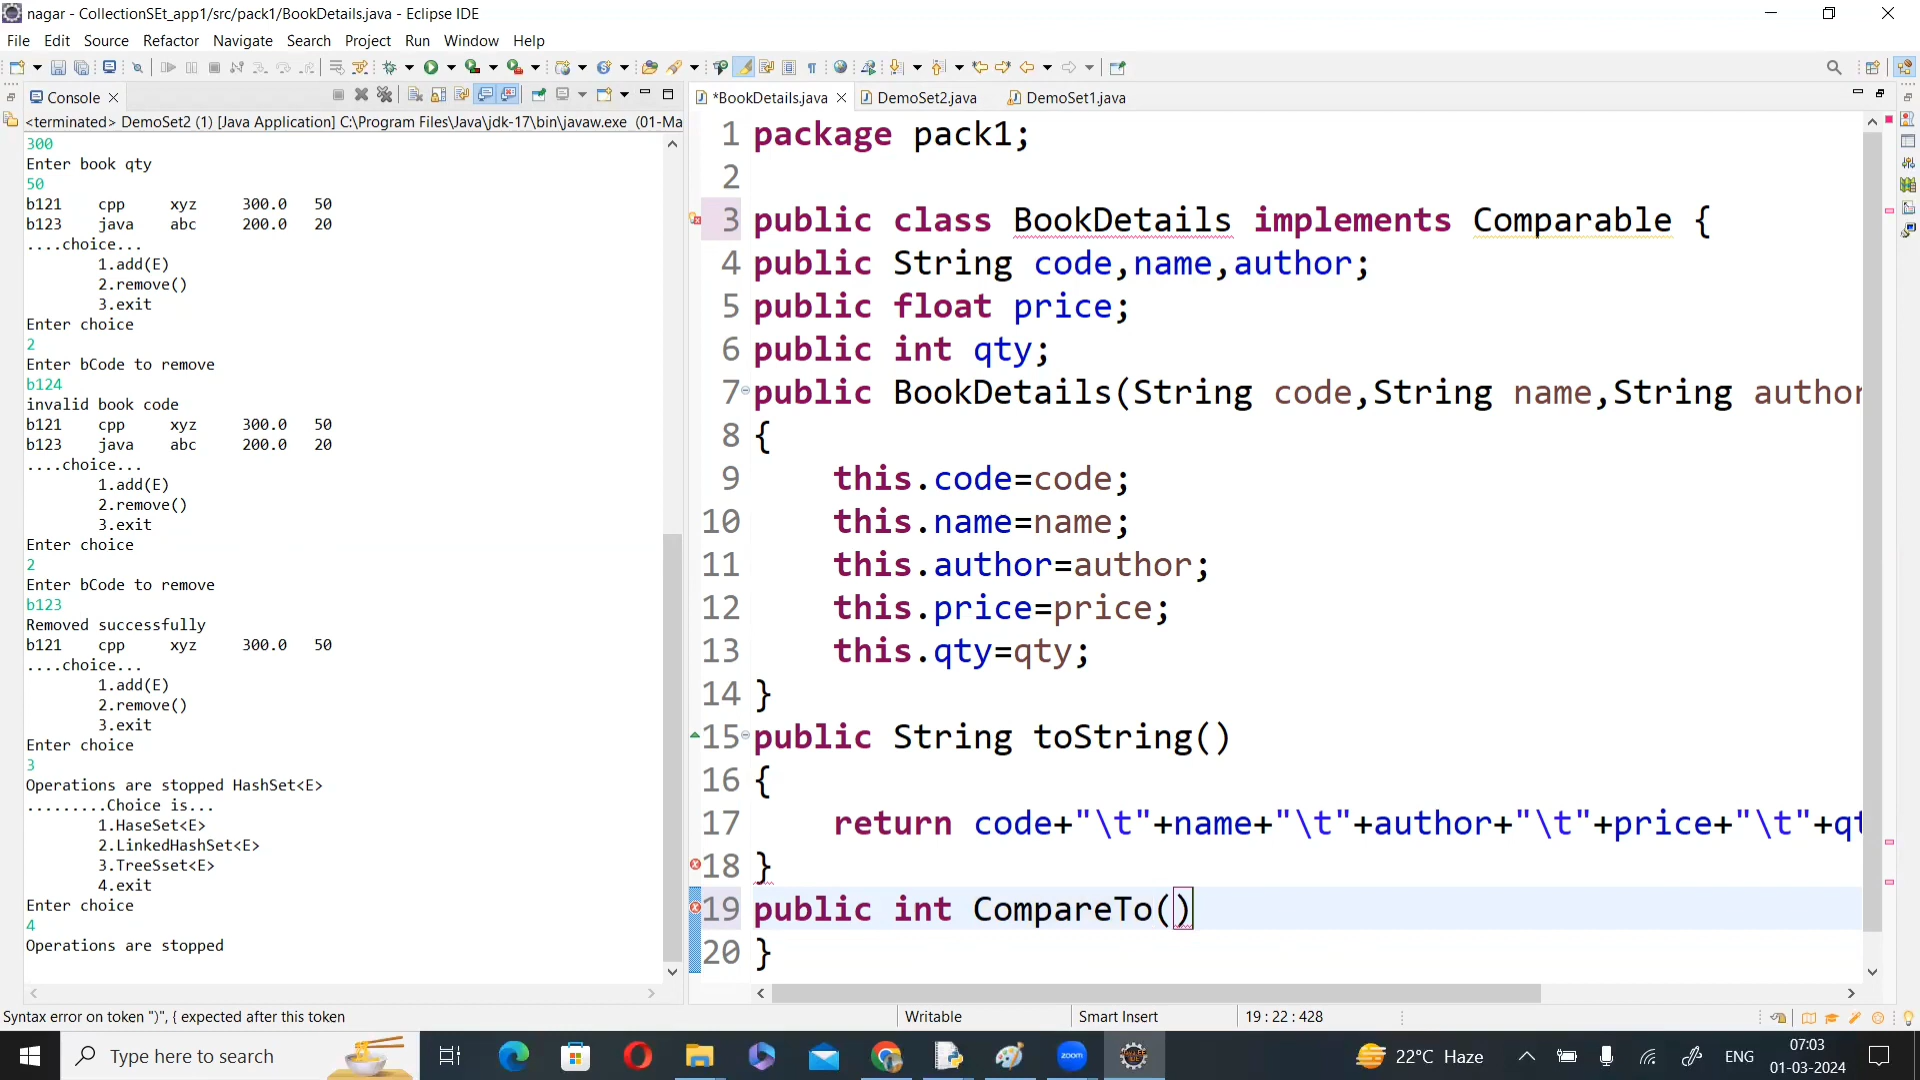 nagar - CollectionSEt_app1/src/pack1/BookDetails.java - Eclipse IDE
File Edit Source Refactor Navigate Search Project Run Window Help
Console
*BookDetails.java DemoSet2.java DemoSet1.java
<terminated> DemoSet2 (1) [Java Application] C:\Program Files\Java\jdk-17\bin\javaw.exe (01-Ma
300
Enter book qty
50
b121 cpp xyz 300.0 50
b123 java abc 200.0 20
....choice...
1.add(E)
2.remove()
3.exit
Enter choice
2
Enter bCode to remove
b124
invalid book code
b121 cpp xyz 300.0 50
b123 java abc 200.0 20
....choice...
1.add(E)
2.remove()
3.exit
Enter choice
2
Enter bCode to remove
b123
Removed successfully
b121 cpp xyz 300.0 50
....choice...
1.add(E)
2.remove()
3.exit
Enter choice
3
Operations are stopped HashSet<E>
.........Choice is...
1.HaseSet<E>
2.LinkedHashSet<E>
3.TreeSset<E>
4.exit
Enter choice
4
Operations are stopped
1 package pack1;
2
3 public class BookDetails implements Comparable {
4 public String code,name,author;
5 public float price;
6 public int qty;
7 public BookDetails(String code,String name,String author
8 {
9 this.code=code;
10 this.name=name;
11 this.author=author;
12 this.price=price;
13 this.qty=qty;
14 }
15 public String toString()
16 {
17 return code+"\t"+name+"\t"+author+"\t"+price+"\t"+qt
18 }
19 public int CompareTo()
20 }
Syntax error on token ")", { expected after this token
Writable
Smart Insert
19 : 22 : 428
Type here to search
zoom
22°C Haze
ENG
07:03
01-03-2024